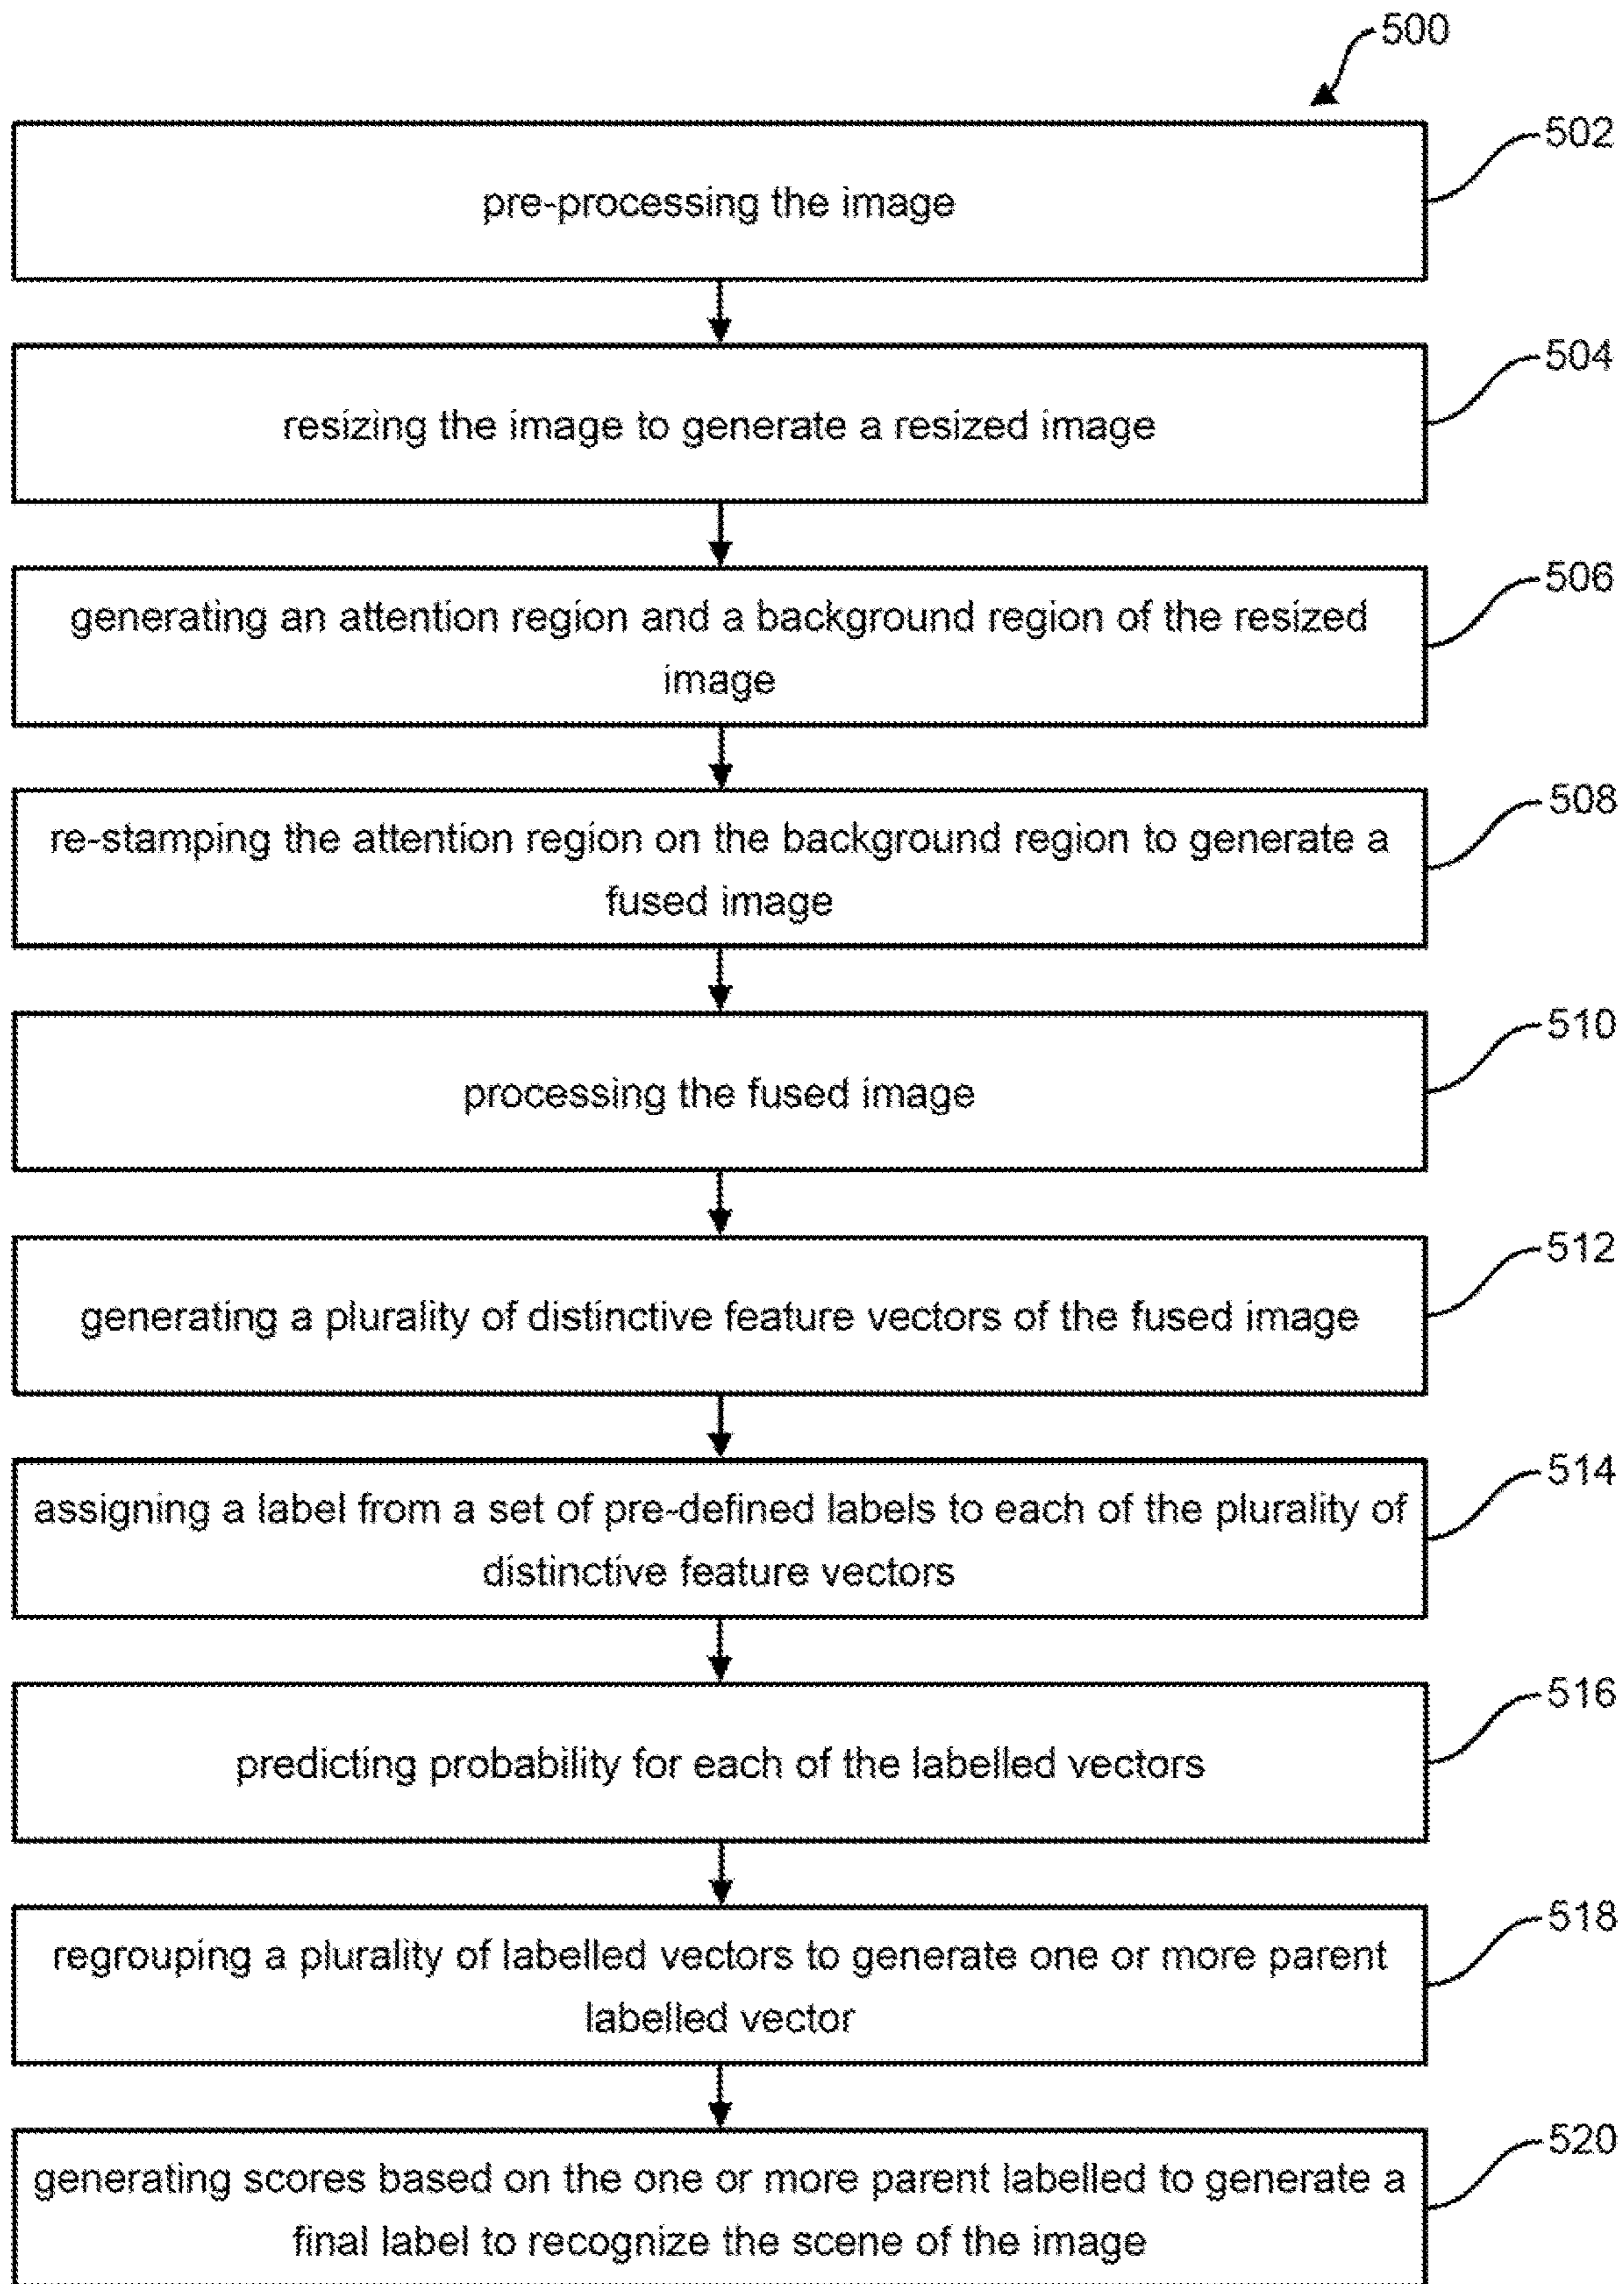 500
502
pre-processing the image
504
resizing the image to generate a resized image
506
generating an attention region and a background region of the resized
image
508
re-stamping the attention region on the background region to generate a
fused image
510
processing the fused image
512
generating a plurality of distinctive feature vectors of the fused image
514
assigning a label from a set of pre-defined labels to each of the plurality of
distinctive feature vectors
516
predicting probability for each of the labelled vectors
518
regrouping a plurality of labelled vectors to generate one or more parent
labelled vector
520
generating scores based on the one or more parent labelled to generate a
final label to recognize the scene of the image